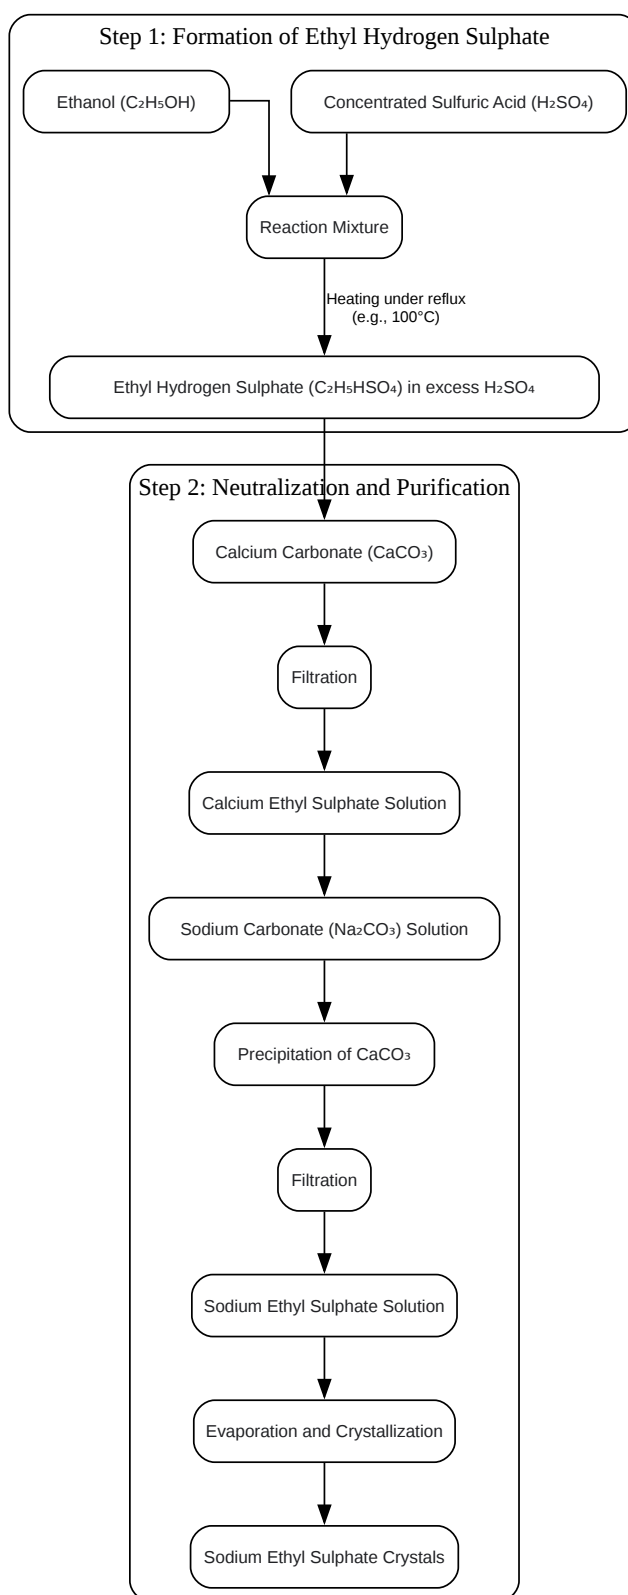 Step 1: Formation of Ethyl Hydrogen Sulphate
Ethanol (C₂H₅OH)
Concentrated Sulfuric Acid (H₂SO₄)
Reaction Mixture
Heating under reflux
(e.g., 100°C)
Ethyl Hydrogen Sulphate (C₂H₅HSO₄) in excess H₂SO₄
Step 2: Neutralization and Purification
Calcium Carbonate (CaCO₃)
Filtration
Calcium Ethyl Sulphate Solution
Sodium Carbonate (Na₂CO₃) Solution
Precipitation of CaCO₃
Filtration
Sodium Ethyl Sulphate Solution
Evaporation and Crystallization
Sodium Ethyl Sulphate Crystals